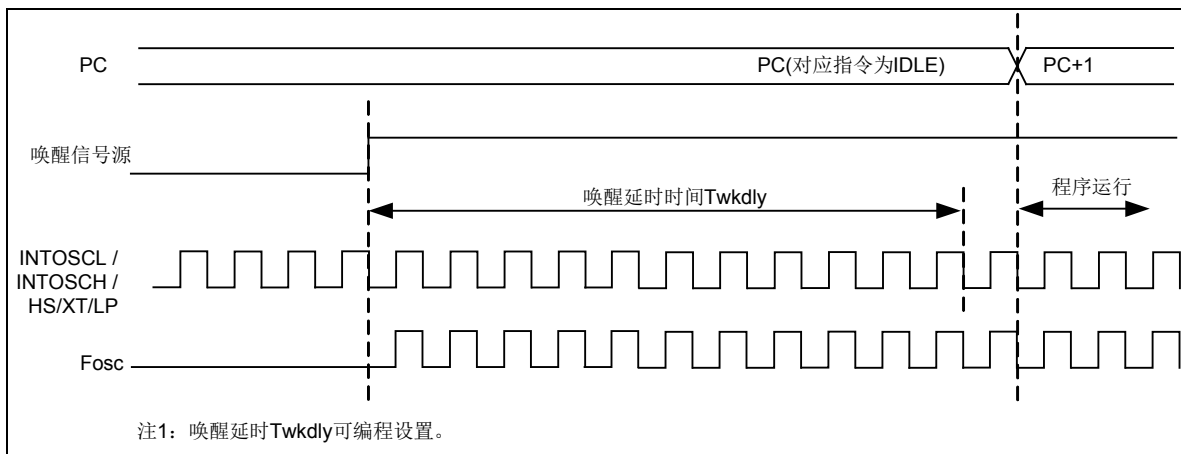 PC
PC(对应指令为IDLE)
PC+1
唤醒信号源
唤醒延时时间Twkdly
程序运行
INTOSCL /
INTOSCH /
HS/XT/LP
Fosc
注1：唤醒延时Twkdly可编程设置。